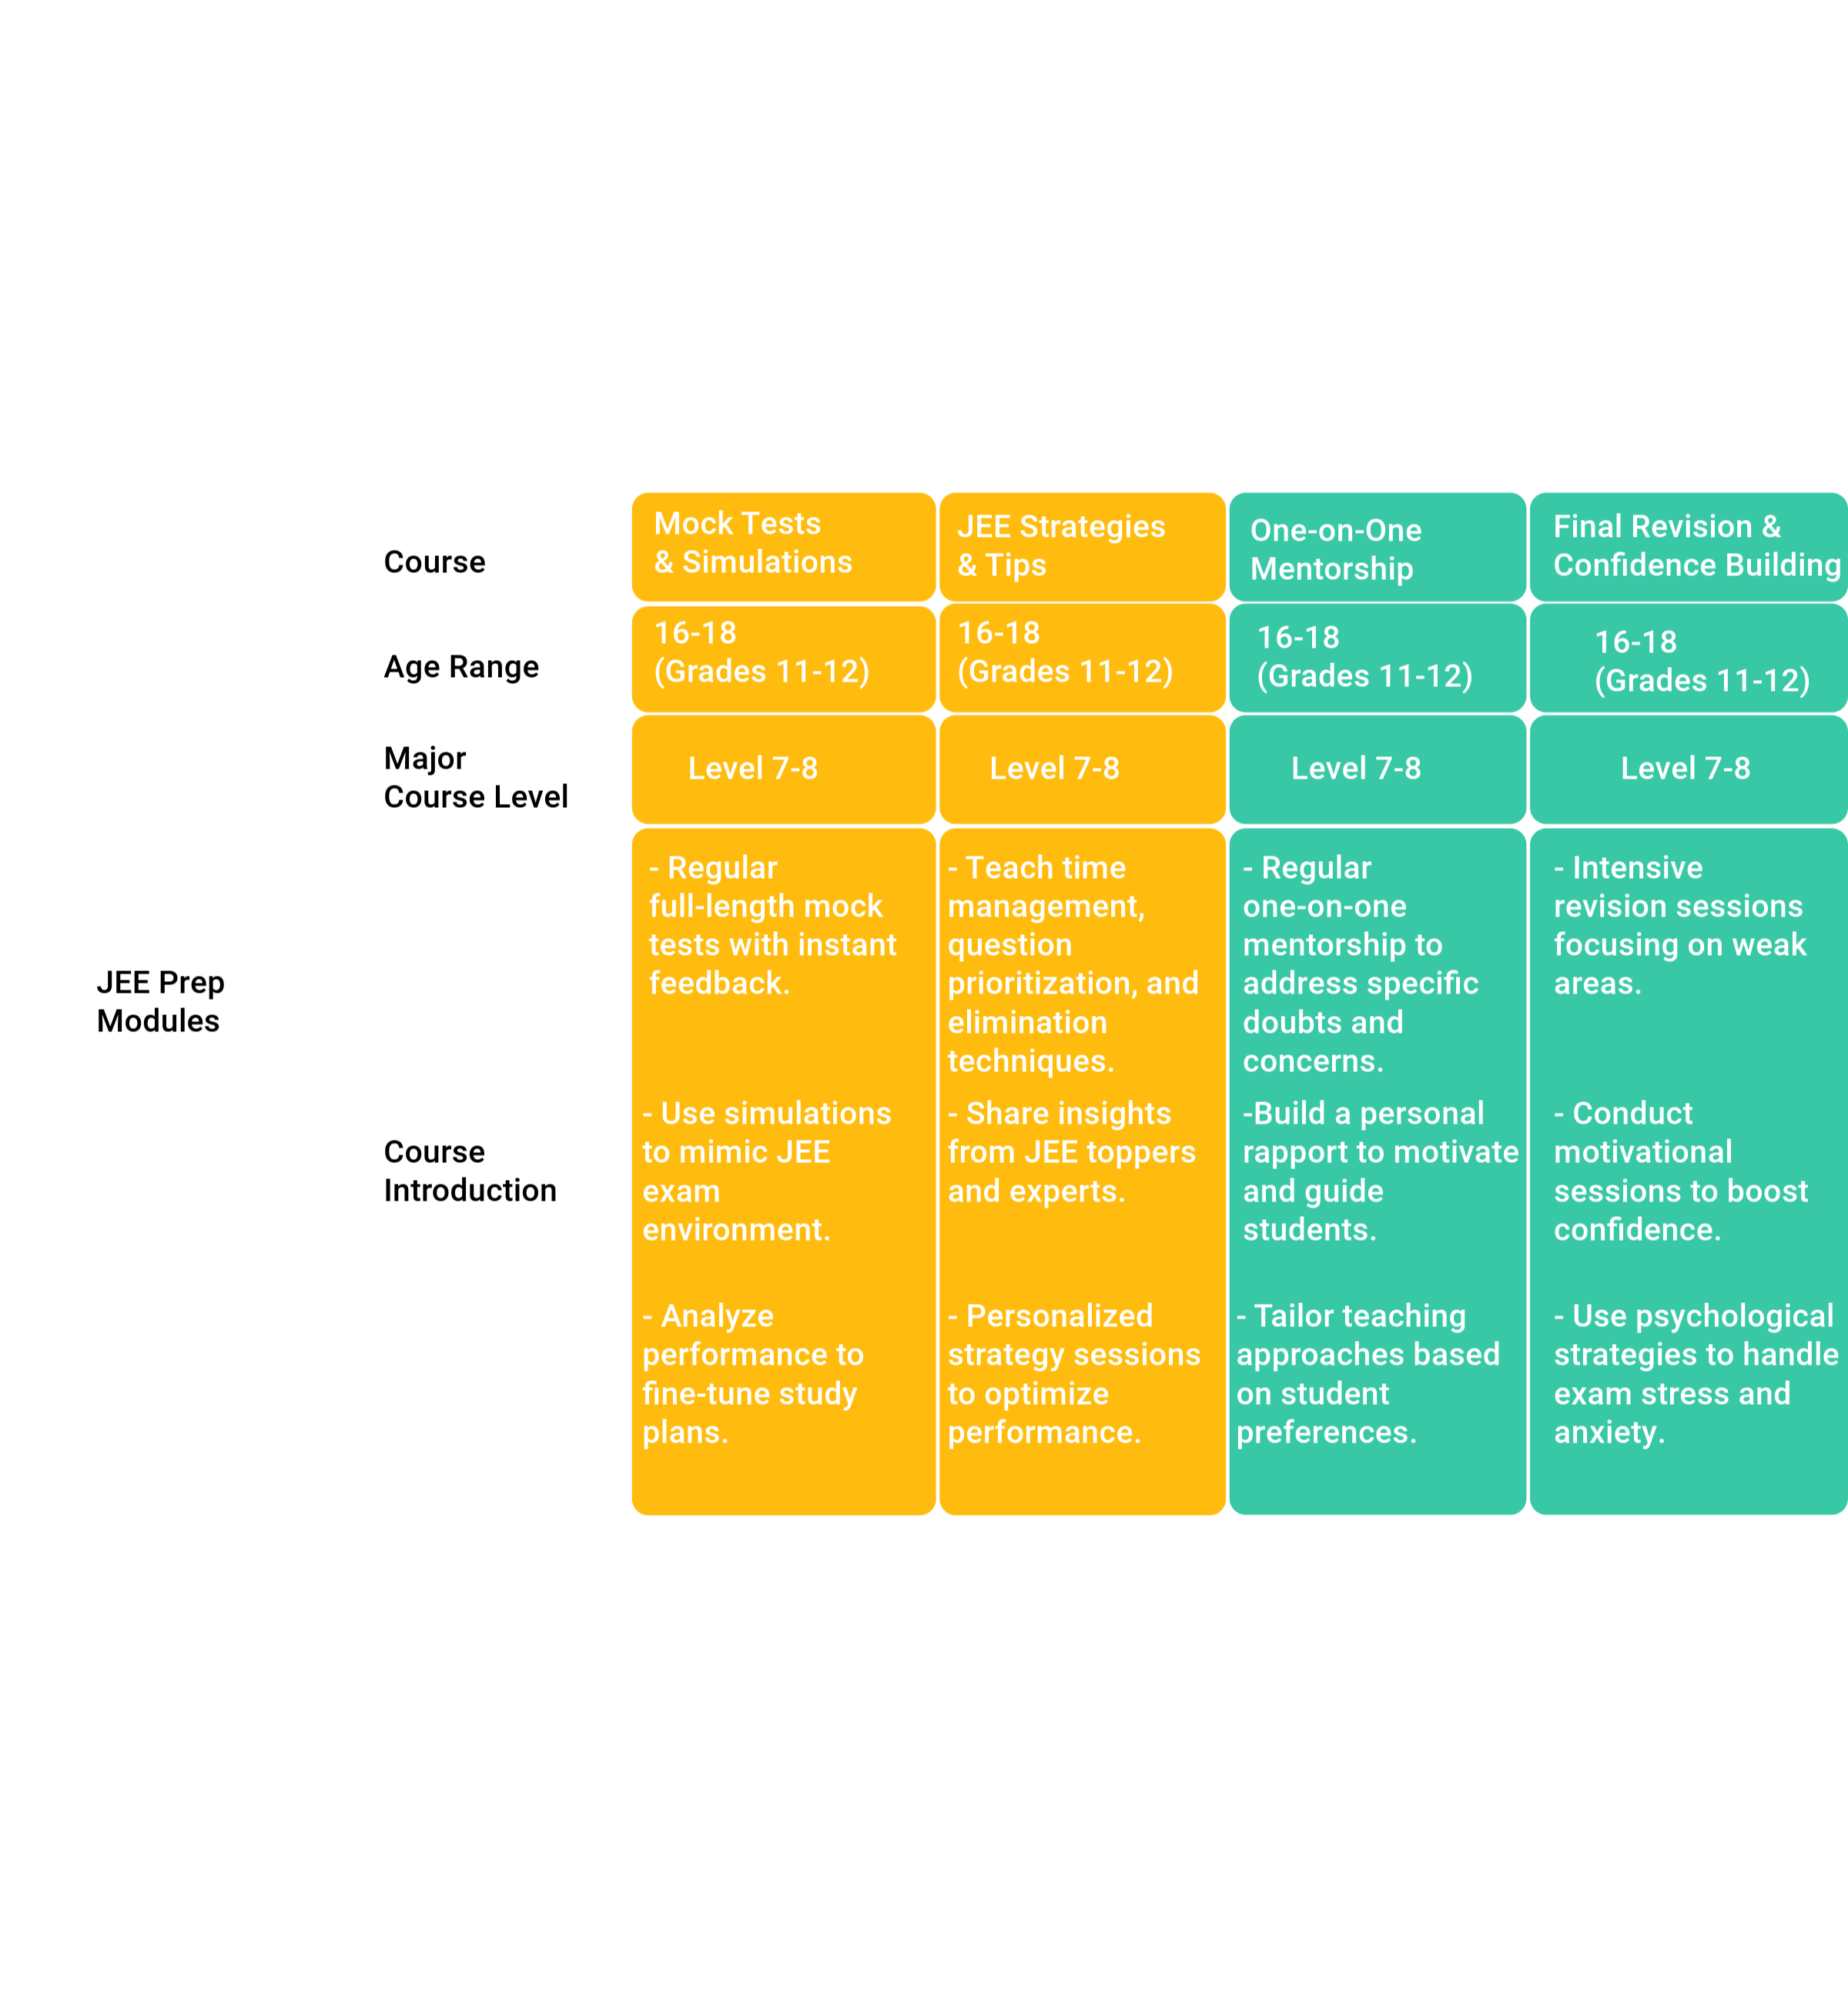 JEE Prep
Modules
Course
Mock Tests
& Simulations
JEE Strategies
& Tips
One-on-One
Mentorship
Final Revision &
Confidence Building
Age Range
16-18
(Grades 11-12)
16-18
(Grades 11-12)
16-18
(Grades 11-12)
16-18
(Grades 11-12)
Major
Course Level
Level 7-8
Level 7-8
Level 7-8
Level 7-8
Course
Introduction
- Regular
full-length mock
tests with instant
feedback.
- Use simulations
to mimic JEE
exam
environment.
- Analyze
performance to
fine-tune study
plans.
- Teach time
management,
question
prioritization, and
elimination
techniques.
- Share insights
from JEE toppers
and experts.
- Personalized
strategy sessions
to optimize
performance.
- Regular
one-on-one
mentorship to
address specific
doubts and
concerns.
-Build a personal
rapport to motivate
and guide
students.
- Tailor teaching
approaches based
on student
preferences.
- Intensive
revision sessions
focusing on weak
areas.
- Conduct
motivational
sessions to boost
confidence.
- Use psychological
strategies to handle
exam stress and
anxiety.